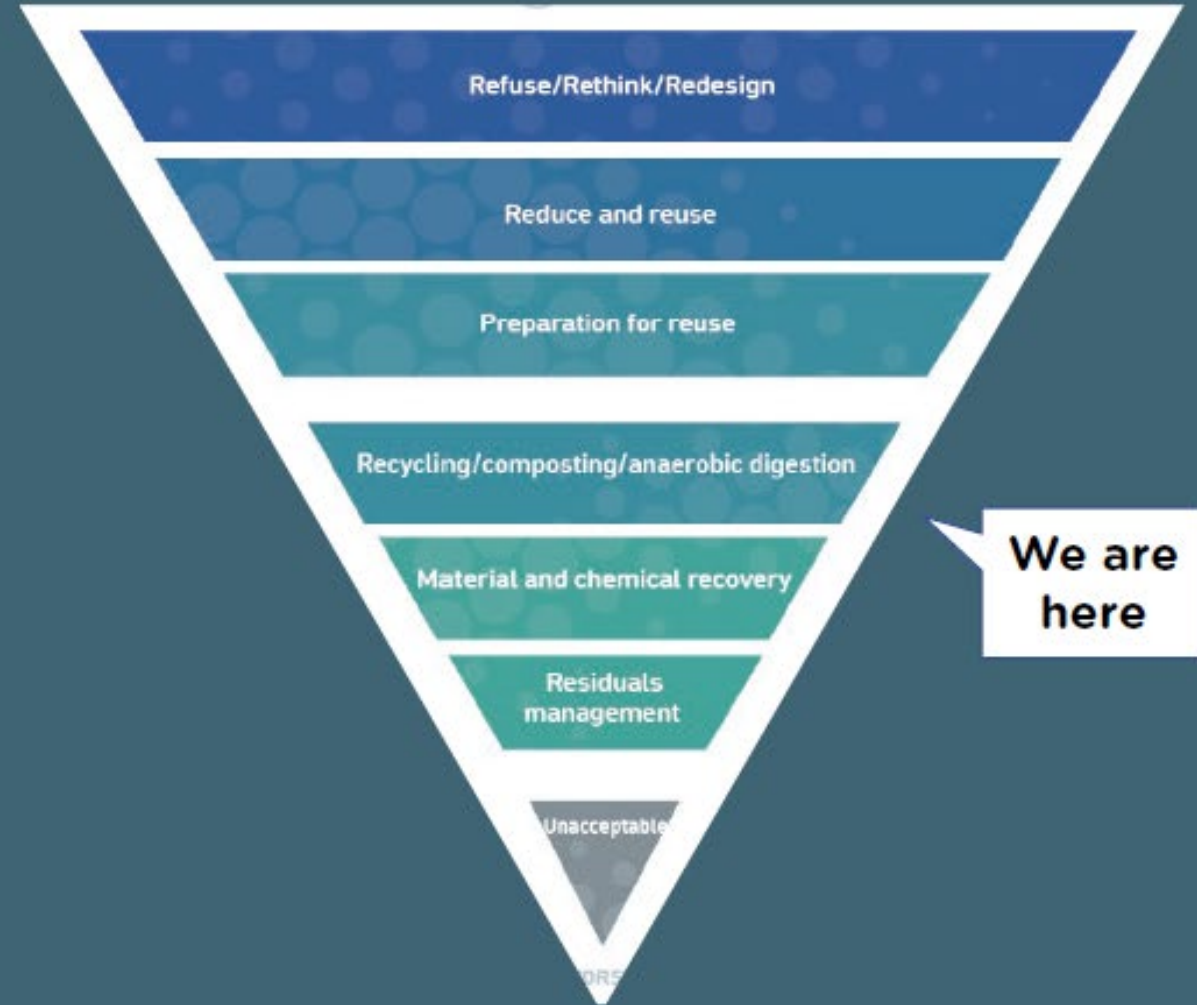 Refuse/Rethink/Redesign
Reduce and reuse
Preparation for reuse
Recycling/composting/anaerobic digestion
Material and chemical recovery
We are
here
Residuals
management
Unacceptable